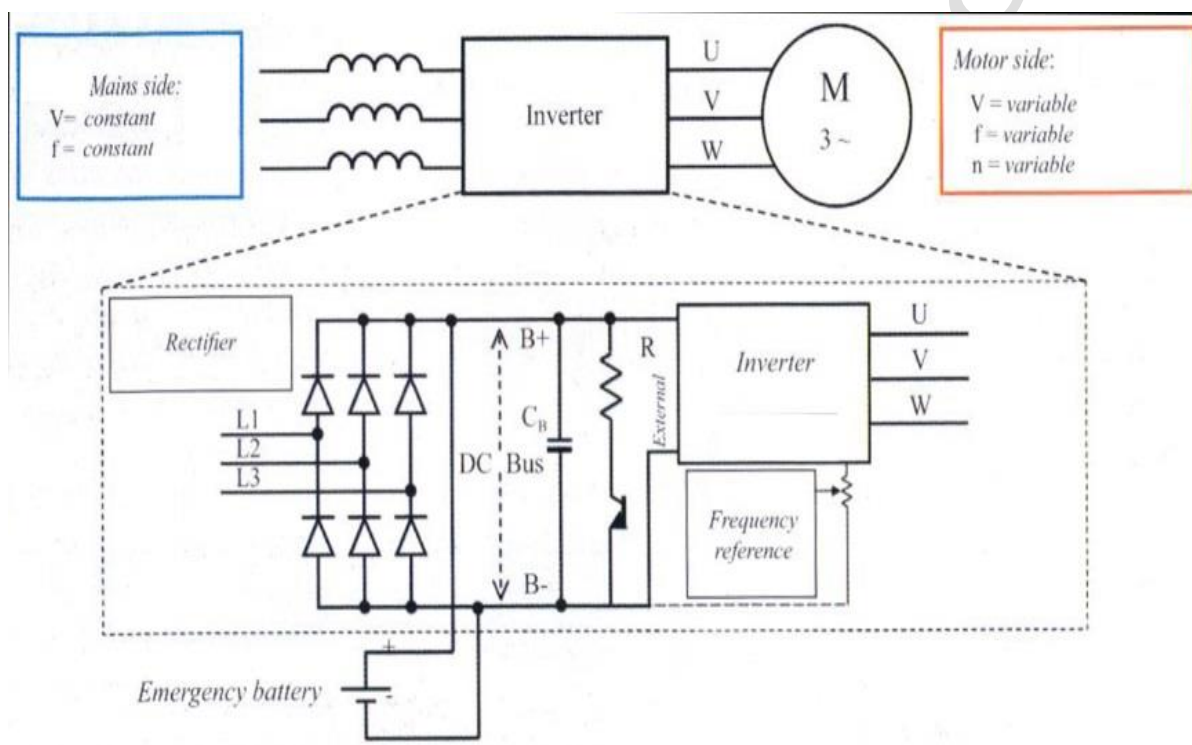 Mains side:
V= constant
f = constant
Inverter
U
V
W
M
3 ~
Motor side:
V = variable
f = variable
n = variable
Rectifier
L1
L2
L3
B+
CB
DC Bus
B-
R
External
Inverter
U
V
W
Frequency
reference
+
-
Emergency battery